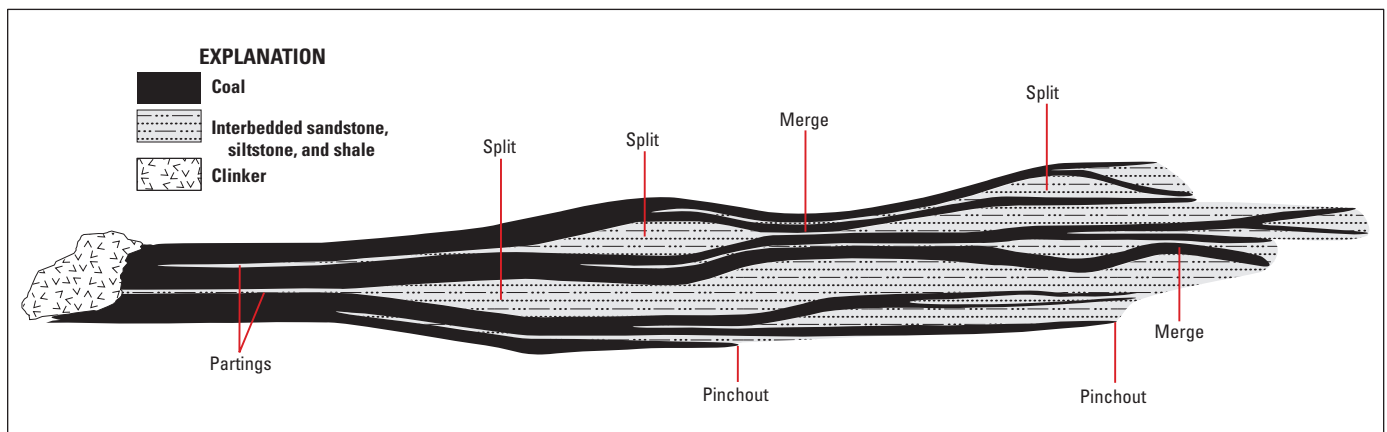 EXPLANATION
Coal
Interbedded sandstone,
siltstone, and shale
Clinker
Split
Split
Merge
Split
Partings
Pinchout
Merge
Pinchout